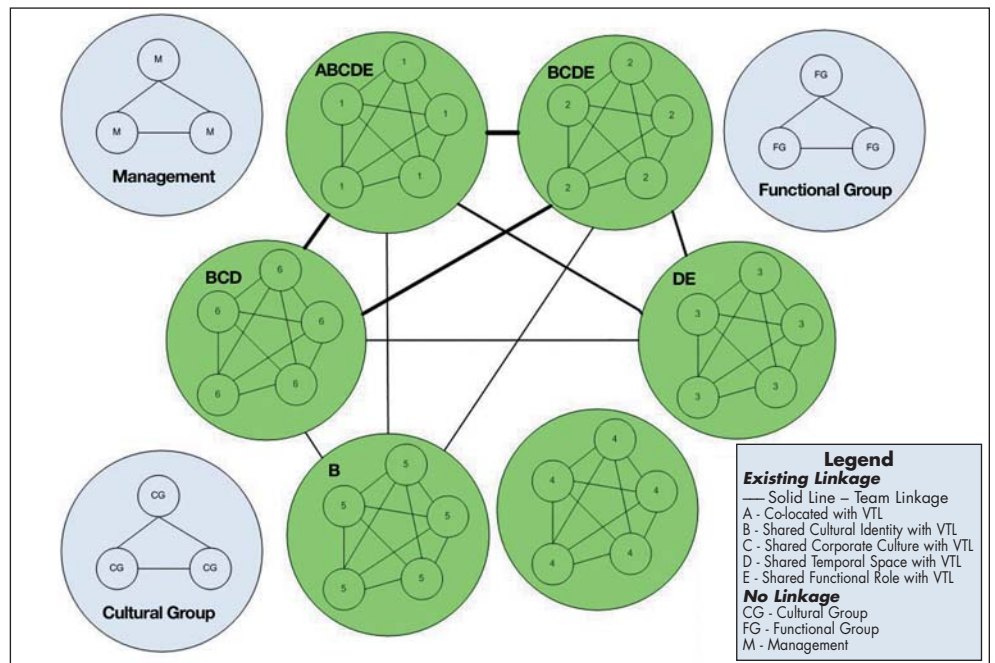 M
M
M
Management
ABCDE
1
1
1
1
1
BCDE
2
2
2
2
2
FG
FG
FG
Functional Group
BCD
6
6
6
6
6
DE
3
3
3
3
3
B
5
5
5
5
5
4
4
4
4
4
CG
CG
CG
Cultural Group
Legend
Existing Linkage
— Solid Line – Team Linkage
A - Co-located with VTL
B - Shared Cultural Identity with VTL
C - Shared Corporate Culture with VTL
D - Shared Temporal Space with VTL
E - Shared Functional Role with VTL
No Linkage
CG - Cultural Group
FG - Functional Group
M - Management